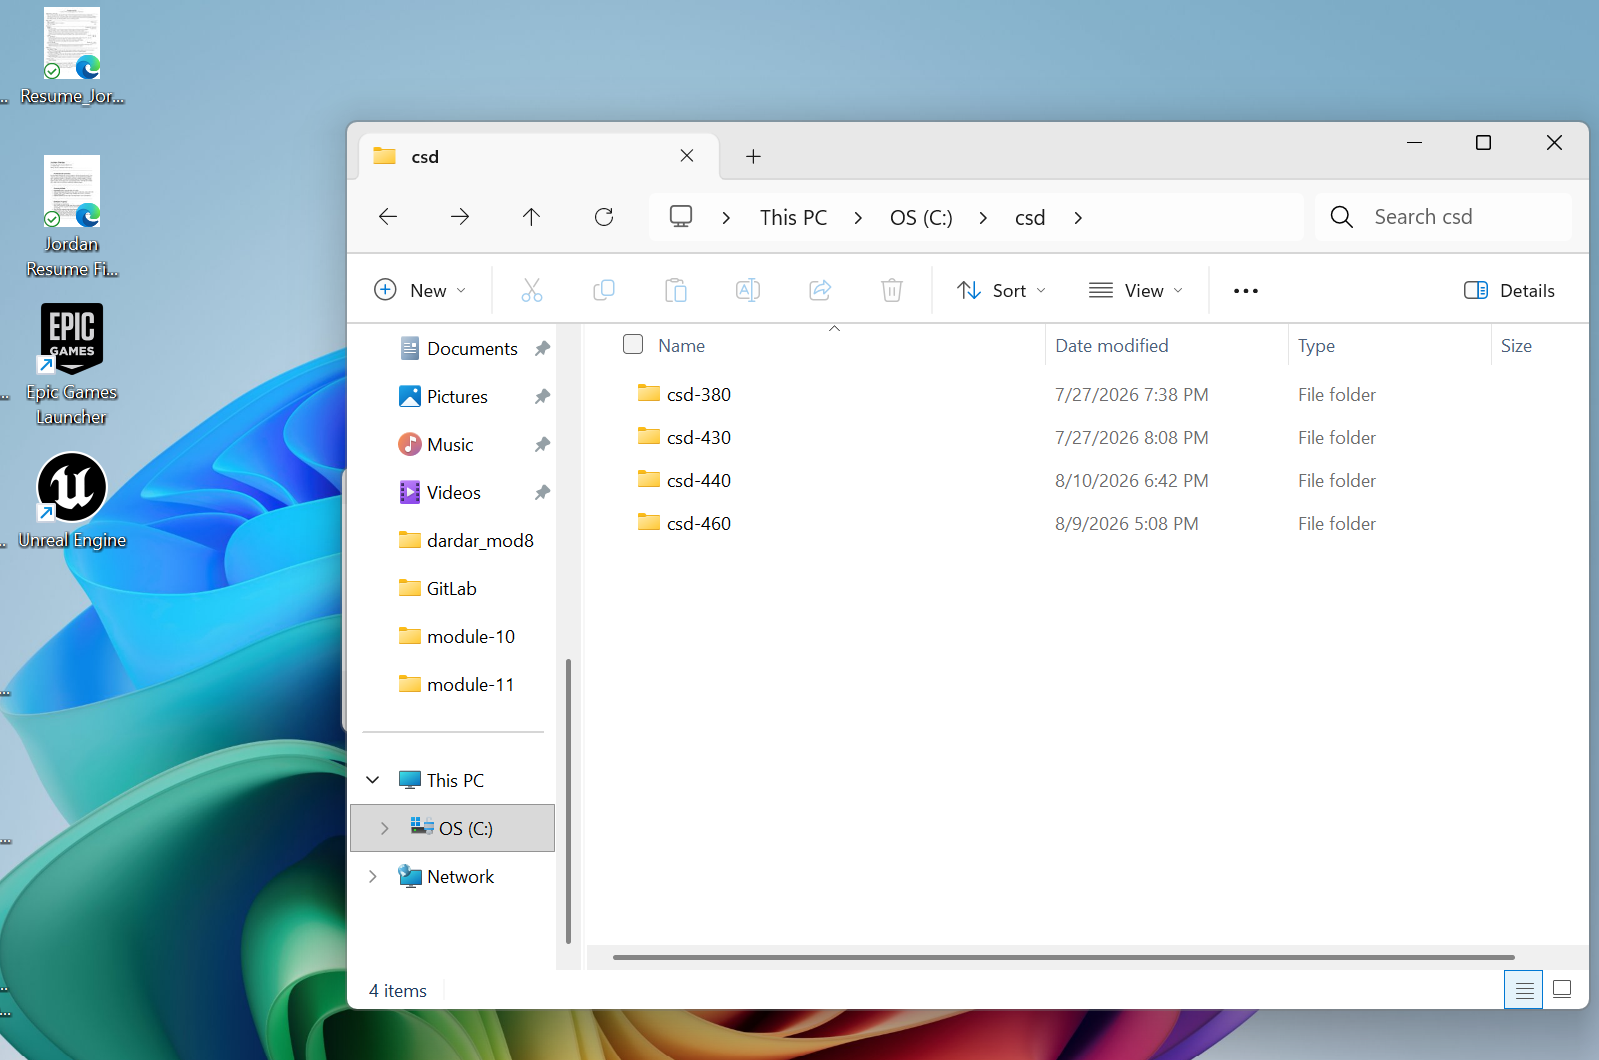 Resume_Jor...
Jordan
Resume Fi...
EPIC
GAMES
Epic Games
Launcher
Unreal Engine
csd
This PC
OS (C:)
csd
Search csd
New
Sort
View
Details
Documents
Pictures
Music
Videos
dardar_mod8
GitLab
module-10
module-11
This PC
OS (C:)
Network
Name Date modified Type Size
csd-380 7/27/2026 7:38 PM File folder
csd-430 7/27/2026 8:08 PM File folder
csd-440 8/10/2026 6:42 PM File folder
csd-460 8/9/2026 5:08 PM File folder
4 items